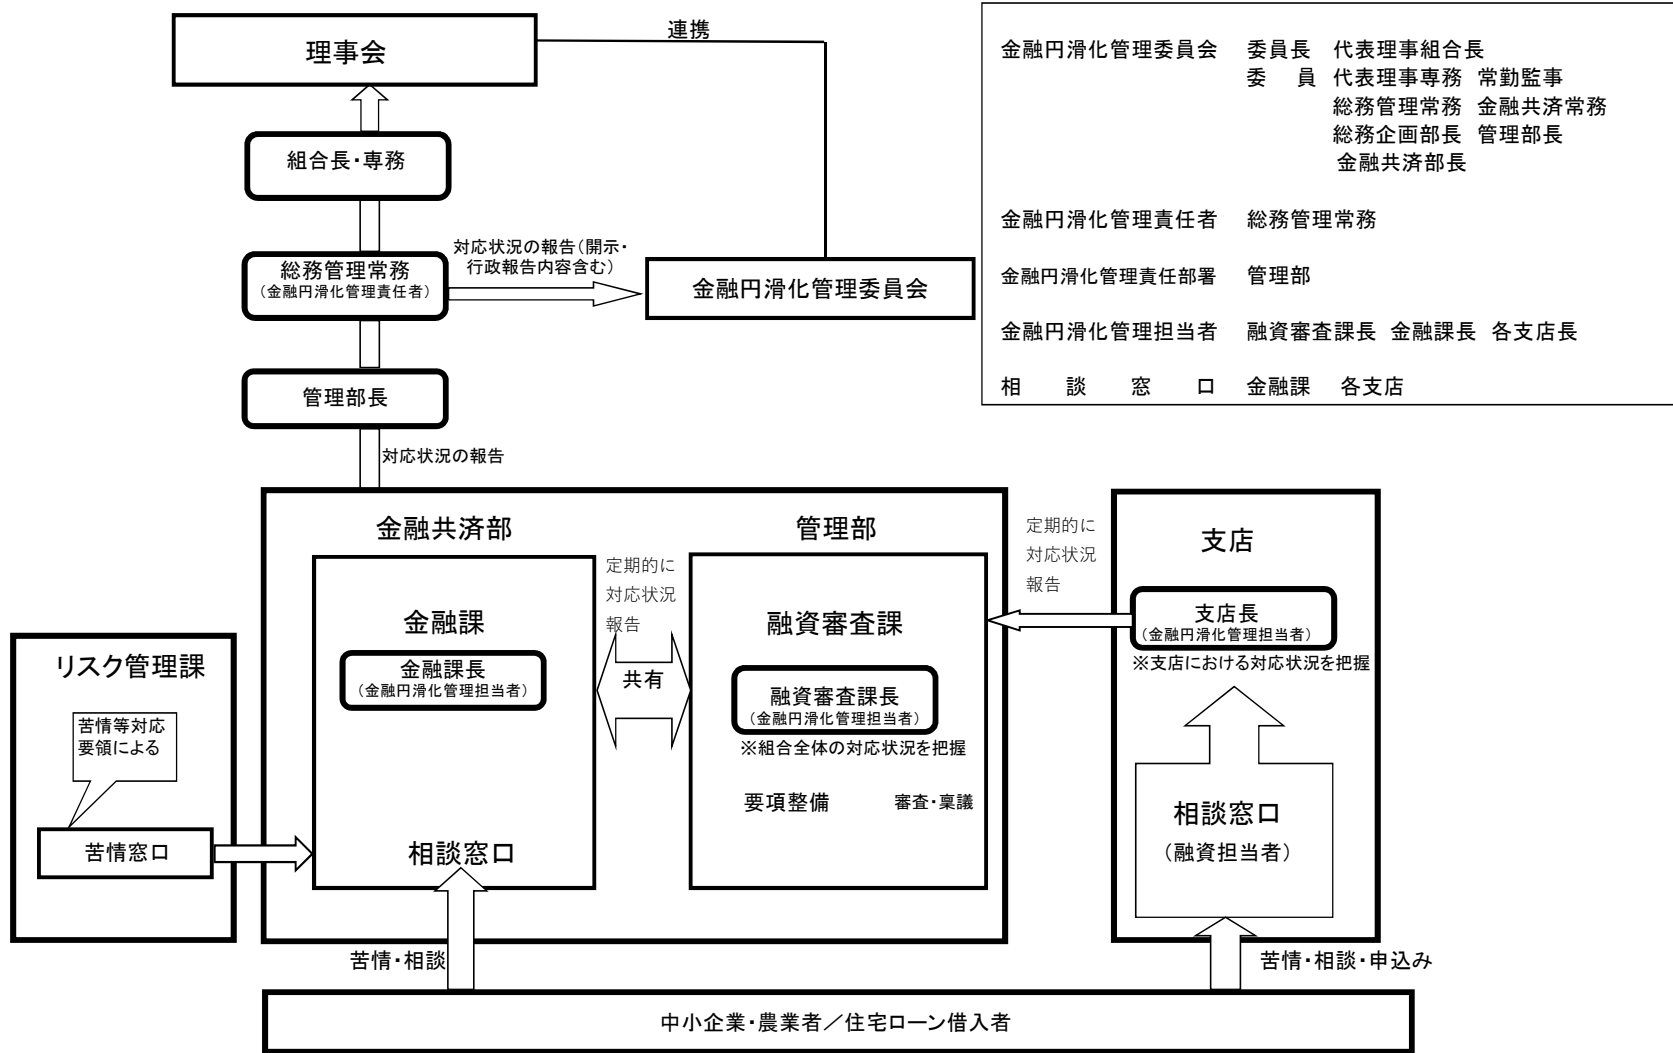 理事会
連携
組合長・専務
総務管理常務
(金融円滑化管理責任者)
対応状況の報告(開示・
行政報告内容含む)
金融円滑化管理委員会
管理部長
対応状況の報告
金融円滑化管理委員会 委員長 代表理事組合長
委 員 代表理事専務 常勤監事
総務管理常務 金融共済常務
総務企画部長 管理部長
金融共済部長
金融円滑化管理責任者 総務管理常務
金融円滑化管理責任部署 管理部
金融円滑化管理担当者 融資審査課長 金融課長 各支店長
相 談 窓 口 金融課 各支店
リスク管理課
苦情等対応
要領による
苦情窓口
金融共済部
金融課
金融課長
(金融円滑化管理担当者)
相談窓口
定期的に
対応状況
報告
共有
管理部
融資審査課
融資審査課長
(金融円滑化管理担当者)
※組合全体の対応状況を把握
要項整備 審査・稟議
定期的に
対応状況
報告
支店
支店長
(金融円滑化管理担当者)
※支店における対応状況を把握
相談窓口
(融資担当者)
苦情・相談
苦情・相談・申込み
中小企業・農業者/住宅ローン借入者